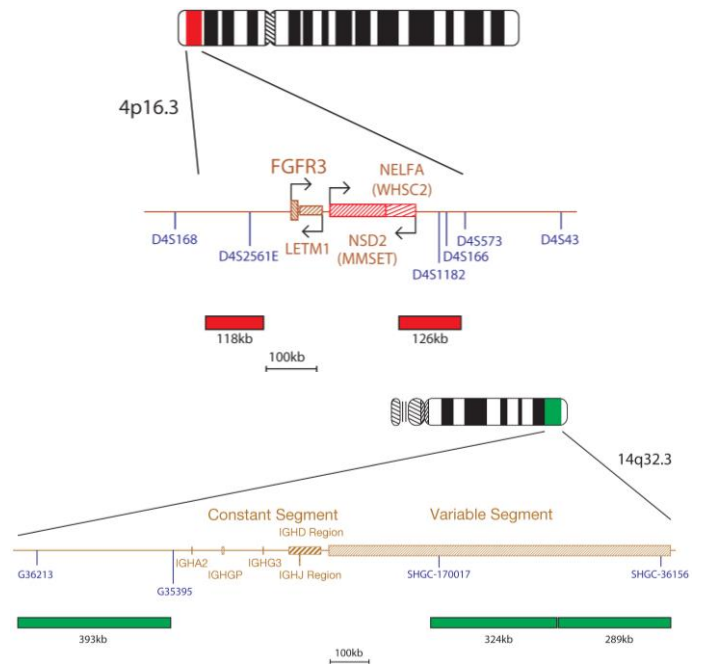 4p16.3
FGFR3
NELFA
(WHSC2)
D4S168
D4S2561E
LETM1
NSD2
(MMSET)
D4S1182
D4S166
D4S573
D4S43
118kb
126kb
100kb
14q32.3
Constant Segment
Variable Segment
IGHD Region
G36213
G35395
IGHA2
IGHGP
IGHG3
IGHJ Region
SHGC-170017
SHGC-36156
393kb
324kb
289kb
100kb